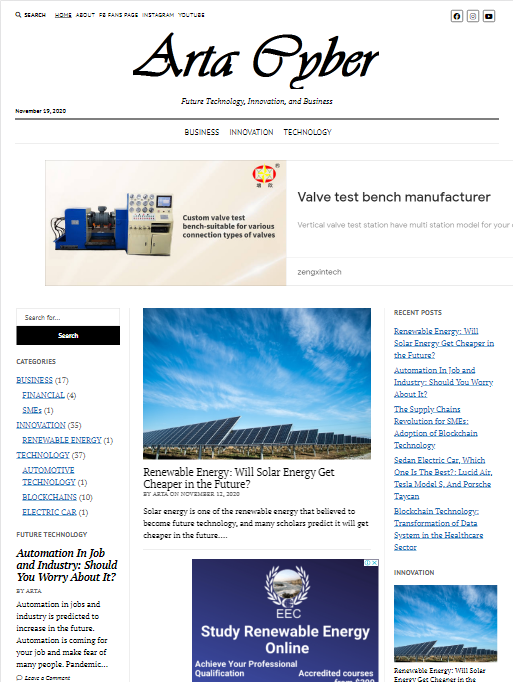 SEARCH HOME ABOUT FB FANS PAGE INSTAGRAM YOUTUBE
Arta Cyber
Future Technology, Innovation, and Business
November 19, 2020
BUSINESS INNOVATION TECHNOLOGY
Custom valve test
bench-suitable for various
connection types of valves
Valve test bench manufacturer
Vertical valve test station have multi station model for your
zengxintech
Search for...
Search
CATEGORIES
BUSINESS (17)
FINANCIAL (4)
SMEs (1)
INNOVATION (35)
RENEWABLE ENERGY (1)
TECHNOLOGY (37)
AUTOMOTIVE
TECHNOLOGY (1)
BLOCKCHAINS (10)
ELECTRIC CAR (1)
FUTURE TECHNOLOGY
Automation In Job
and Industry: Should
You Worry About It?
BY ARTA
Automation in jobs and
industry is predicted to
increase in the future.
Automation is coming for
your job and make fear of
many people. Pandemic...
Leave a Comment
Renewable Energy: Will Solar Energy Get
Cheaper in the Future?
BY ARTA ON NOVEMBER 12, 2020
Solar energy is one of the renewable energy that believed to
become future technology, and many scholars predict it will get
cheaper in the future....
EEC
Study Renewable Energy
Online
Achieve Your Professional
Qualification
Accredited courses
from $300
RECENT POSTS
Renewable Energy: Will
Solar Energy Get Cheaper in
the Future?
Automation In Job and
Industry: Should You Worry
About It?
The Supply Chains
Revolution for SMEs:
Adoption of Blockchain
Technology
Sedan Electric Car, Which
One Is The Best?: Lucid Air,
Tesla Model S, And Porsche
Taycan
Blockchain Technology:
Transformation of Data
System in the Healthcare
Sector
INNOVATION
Renewable Energy: Will Solar
Energy Get Cheaper in the